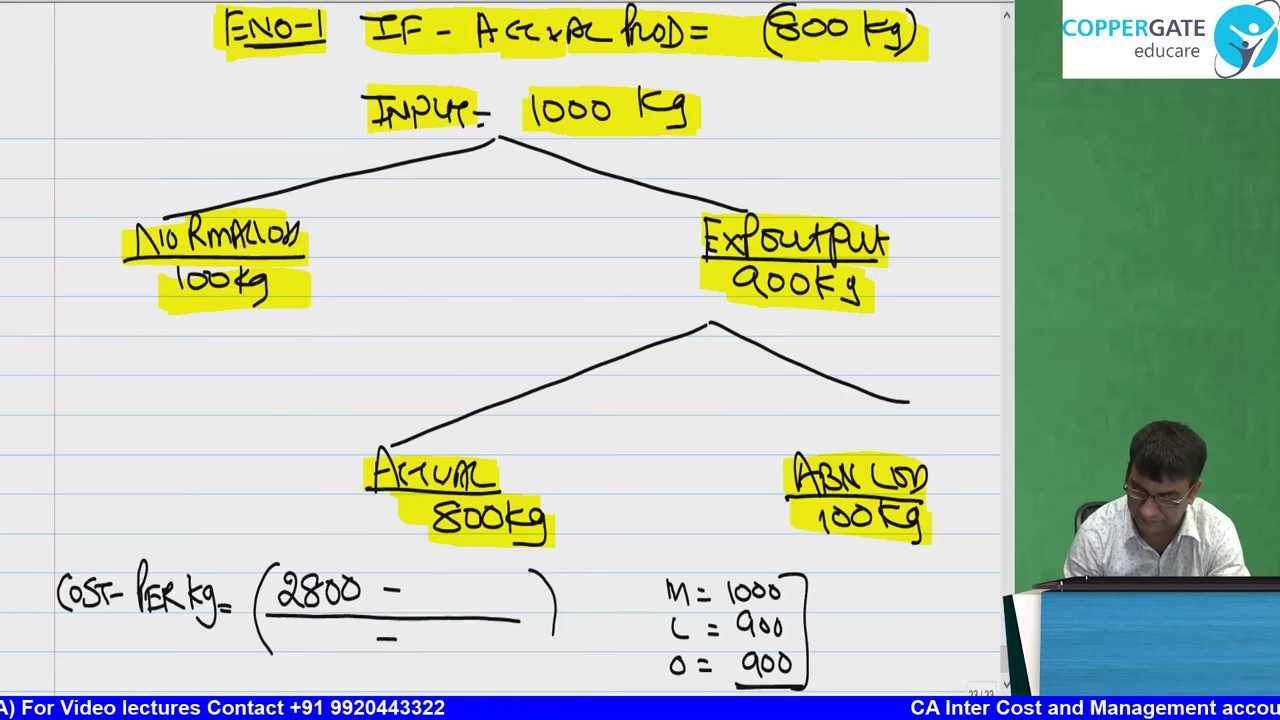 COPPERGATE
educare
ENO-1 IF - ACTUAL PROD = (800 kg)
INPUT = 1000 Kg
NORMAL LOSS
100 kg
EXP OUTPUT
900 Kg
ACTUAL
800 kg
ABN LOSS
100 Kg
COST PER Kg = (2800 -
-)
M = 1000
L = 900
O = 900
23/23
A) For Video lectures Contact +91 9920443322 CA Inter Cost and Management accou